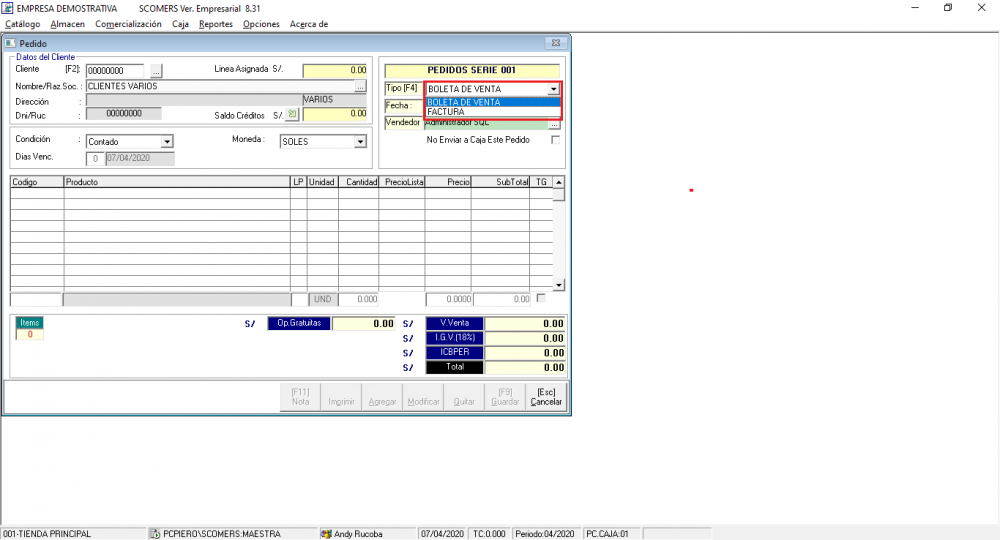 EMPRESA DEMOSTRATIVA SCOMERS Ver. Empresarial 8.31
Catálogo Almacen Comercialización Caja Reportes Opciones Acerca de
Pedido
Datos del Cliente
Cliente [F2]: 00000000 ... Linea Asignada S/. 0.00
Nombre/Raz.Soc. : CLIENTES VARIOS ...
Dirección : VARIOS
Dni/Ruc : 00000000 Saldo Créditos S/. 0.00
PEDIDOS SERIE 001
Tipo [F4] BOLETA DE VENTA
BOLETA DE VENTA
FACTURA
Fecha :
Vendedor Administrador SQL ...
No Enviar a Caja Este Pedido
Condición : Contado Moneda : SOLES
Dias Venc. 0 07/04/2020
Codigo Producto LP Unidad Cantidad PrecioLista Precio SubTotal TG
UND 0.000 0.0000 0.00
Items
0
S/ Op.Gratuitas 0.00 S/ V.Venta 0.00
S/ I.G.V.(18%) 0.00
S/ ICBPER 0.00
S/ Total 0.00
[F11] Nota
Imprimir
Agregar
Modificar
Quitar
[F9] Guardar
[Esc] Cancelar
001-TIENDA PRINCIPAL PCPIERO\SCOMERS:MAESTRA Andy Rucoba 07/04/2020 TC:0.000 Periodo:04/2020 PC.CAJA:01